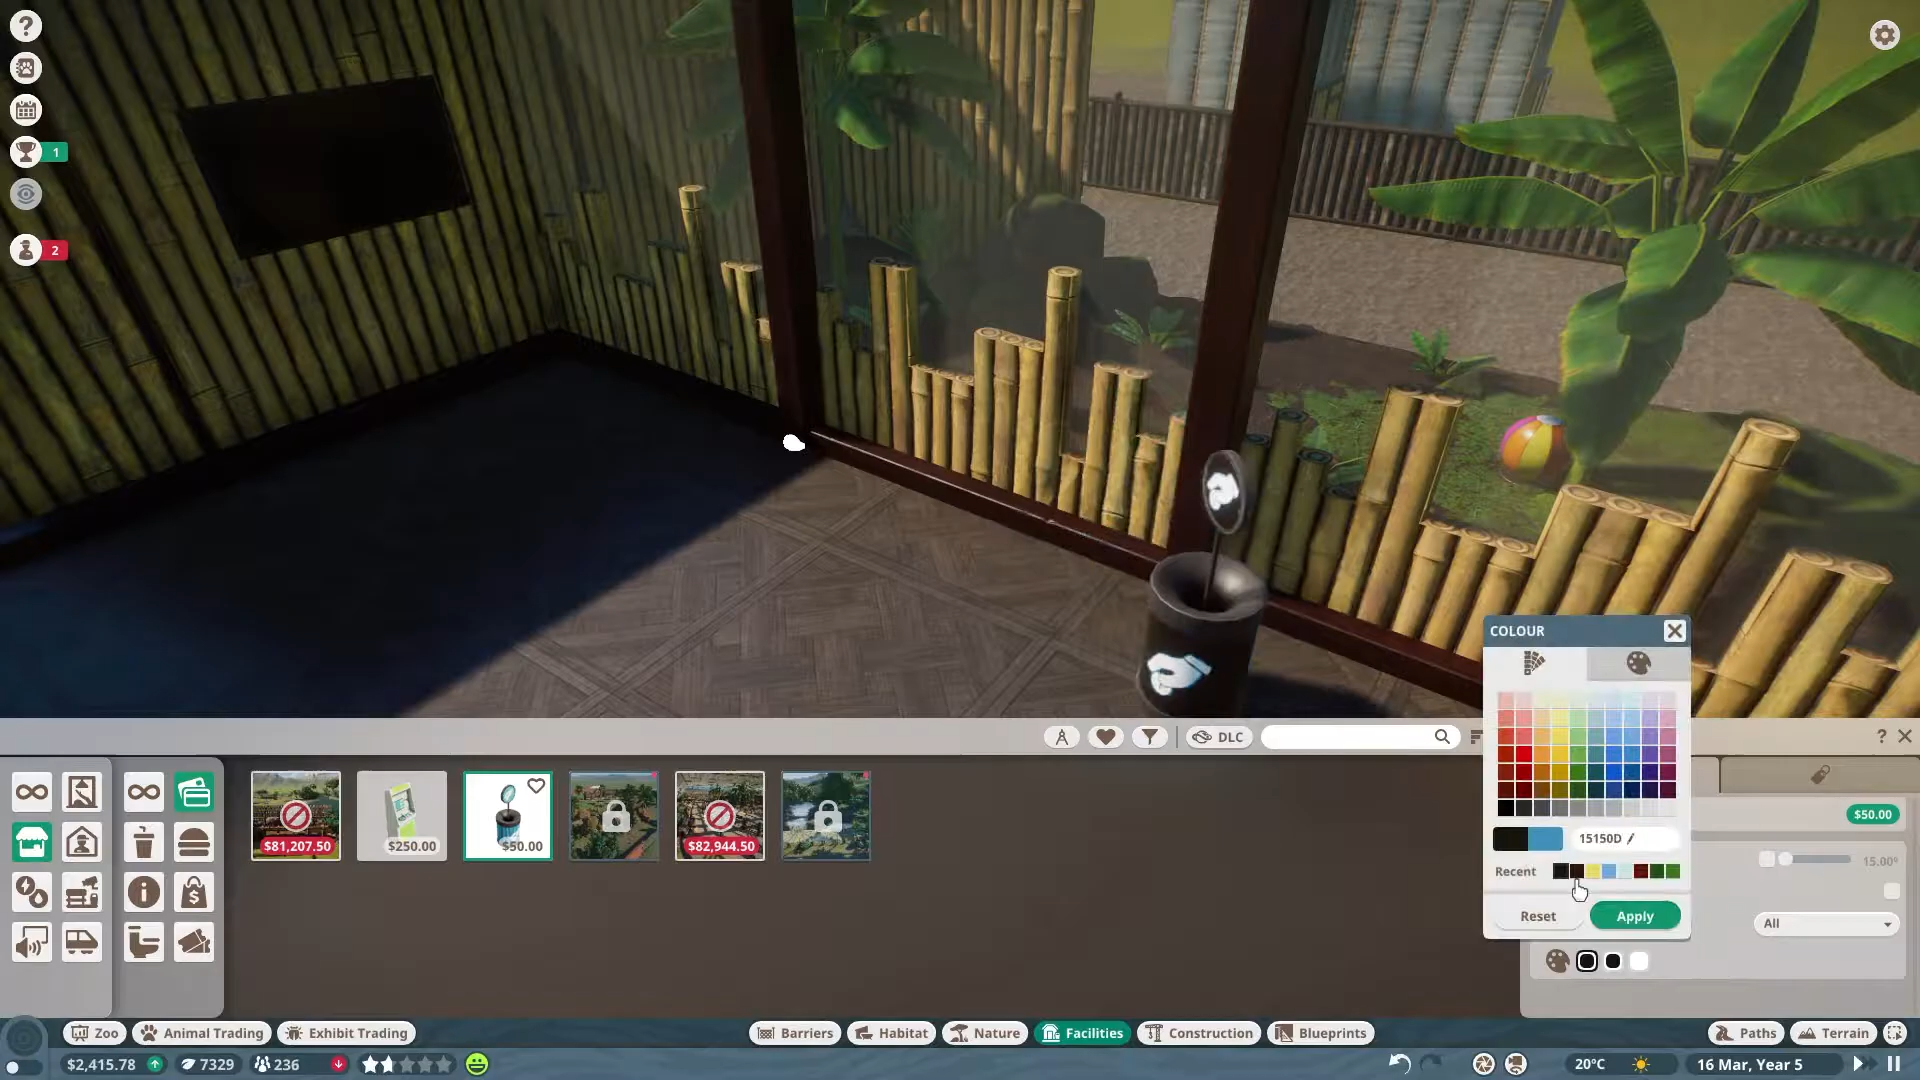 ?
1
2
COLOUR
DLC
? 
15150D
Recent
Reset
Apply
$81,207.50
$250.00
$50.00
$82,944.50
$50.00
15.00°
All
Zoo
Animal Trading
Exhibit Trading
Barriers
Habitat
Nature
Facilities
Construction
Blueprints
Paths
Terrain
$2,415.78
7329
236
20°C
16 Mar, Year 5